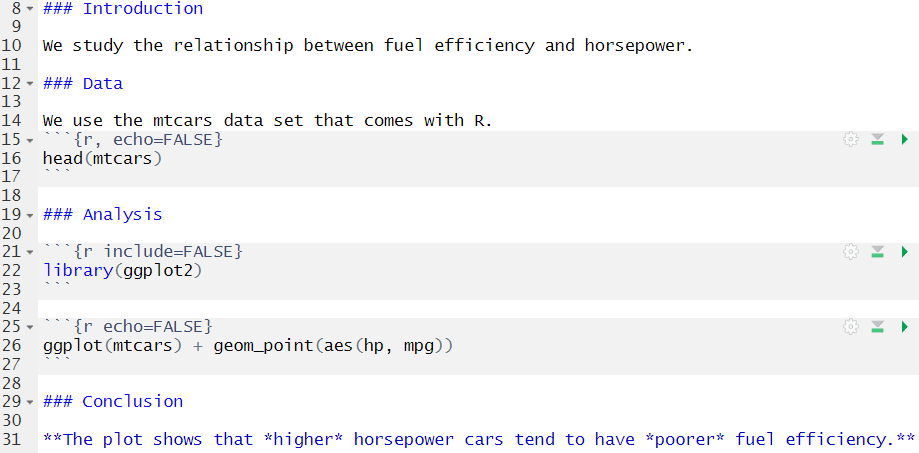 8 ### Introduction
9
10 We study the relationship between fuel efficiency and horsepower.
11
12 ### Data
13
14 We use the mtcars data set that comes with R.
15 ```{r, echo=FALSE}
16 head(mtcars)
17 ```
18
19 ### Analysis
20
21 ```{r include=FALSE}
22 library(ggplot2)
23 ```
24
25 ```{r echo=FALSE}
26 ggplot(mtcars) + geom_point(aes(hp, mpg))
27 ```
28
29 ### Conclusion
30
31 **The plot shows that *higher* horsepower cars tend to have *poorer* fuel efficiency.**